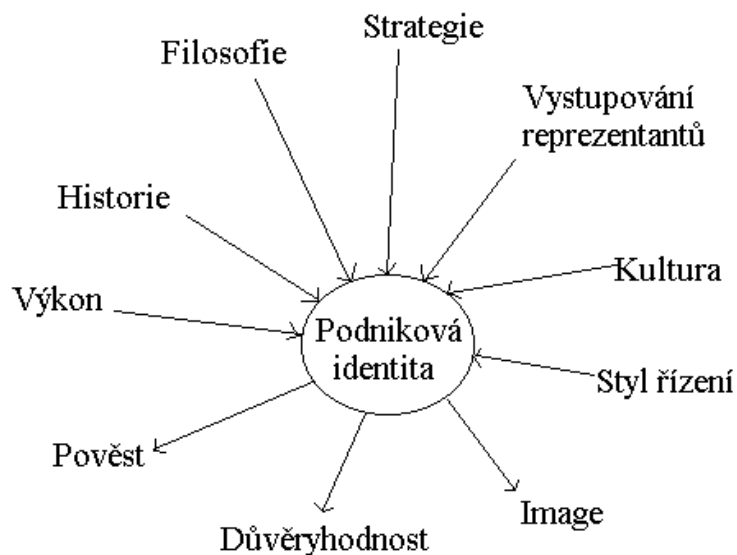 Strategie
Filosofie
Vystupování
reprezentantů
Historie
Kultura
Výkon
Podniková
identita
Styl řízení
Pověst
Image
Důvěryhodnost